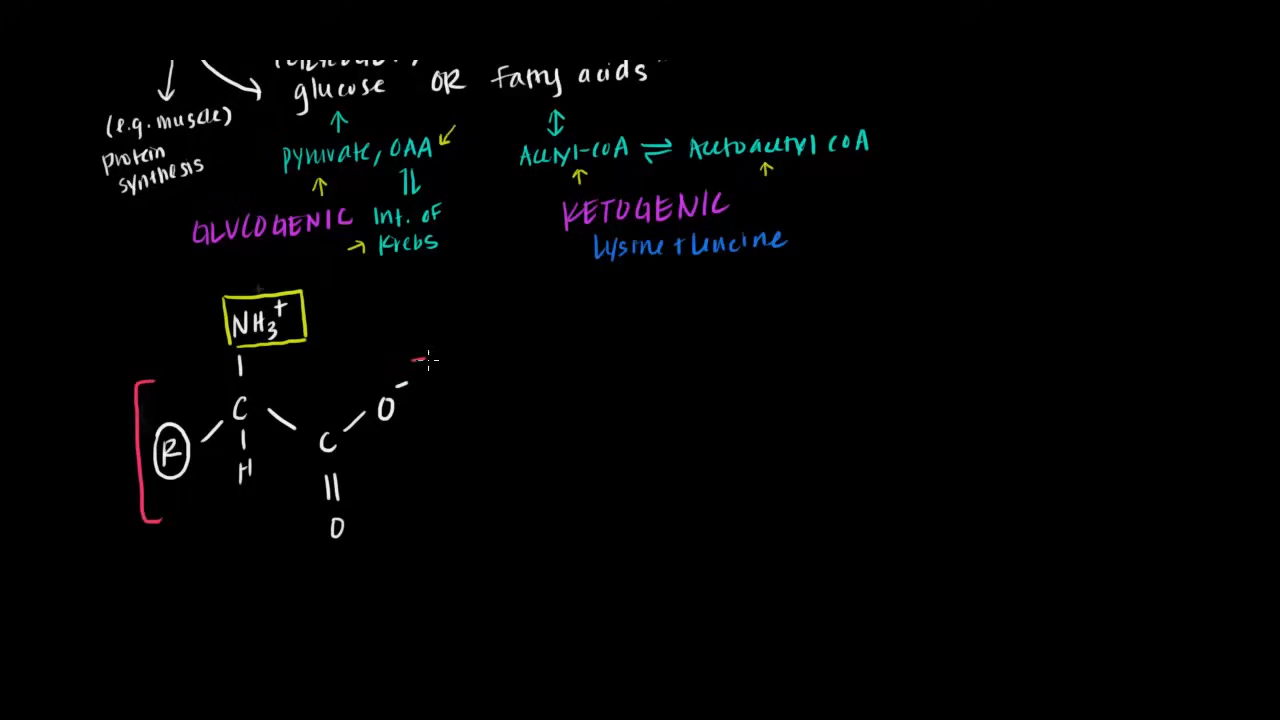 glucose OR Fatty acids
(e.g. muscle)
protein
synthesis
Pyruvate, OAA
Acetyl-CoA ⇌ Acetoacetyl CoA
GLUCOGENIC
Int. of
Krebs
KETOGENIC
Lysine + Leucine
NH3+
C
R
H
C
O-
O